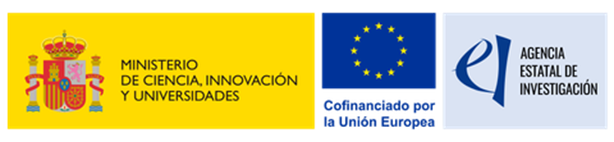 MINISTERIO
DE CIENCIA, INNOVACIÓN
Y UNIVERSIDADES
Cofinanciado por
la Unión Europea
AGENCIA
ESTATAL DE
INVESTIGACIÓN